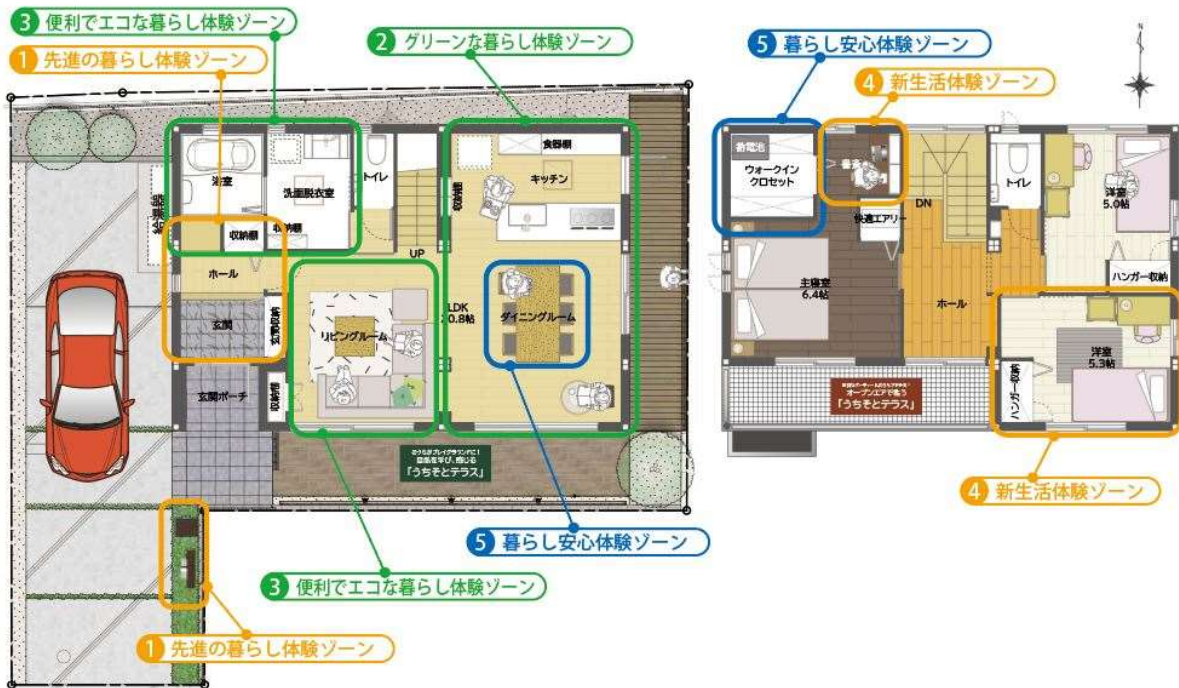 3 便利でエコな暮らし体験ゾーン
1 先進の暮らし体験ゾーン
2 グリーンな暮らし体験ゾーン
5 暮らし安心体験ゾーン
4 新生活体験ゾーン
N
浴室
洗面脱衣室
トイレ
収納棚
食器棚
キッチン
給湯器
収納棚
収納棚
ホール
UP
玄関
玄関収納
リビングルーム
LDK
ダイニングルーム
玄関ポーチ
収納棚
「うちそとテラス」
5 暮らし安心体験ゾーン
3 便利でエコな暮らし体験ゾーン
1 先進の暮らし体験ゾーン
蓄電池
ウォークイン
クロゼット
書斎
快適エアリー
DN
トイレ
洋室
5.0帖
ハンガー収納
主寝室
6.4帖
ホール
洋室
5.3帖
ハンガー収納
オープンエアで集う
「うちそとテラス」
4 新生活体験ゾーン